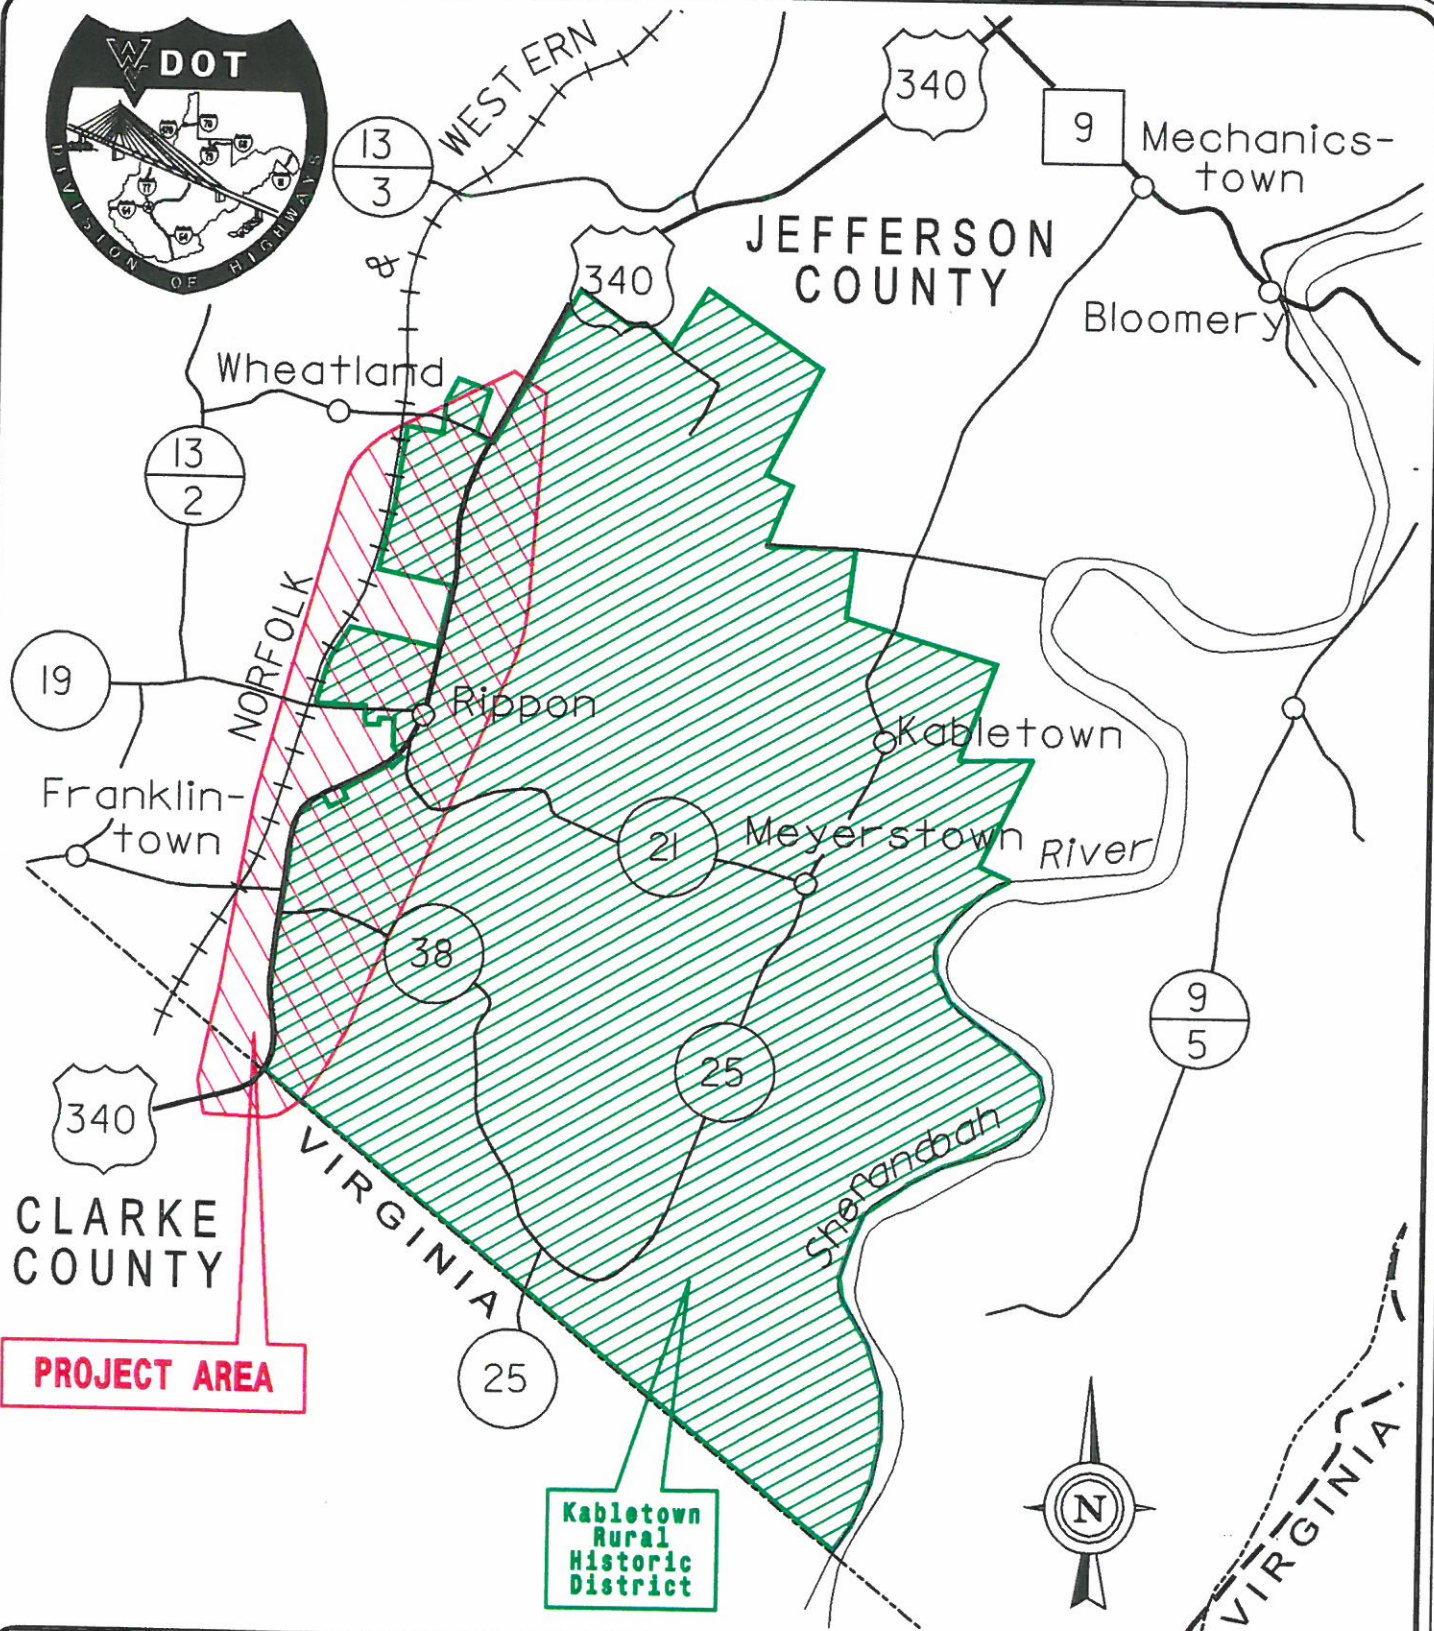 WV DOT
DIVISION OF HIGHWAYS
WESTERN
340
9
Mechanics-
town
13
3
&
340
JEFFERSON
COUNTY
Bloomery
Wheatland
13
2
NORFOLK
19
Rippon
Kabletown
Franklin-
town
21
Meyerstown
River
38
9
5
25
340
Shenandoah
VIRGINIA
CLARKE
COUNTY
PROJECT AREA
25
Kabletown
Rural
Historic
District
N
VIRGINIA